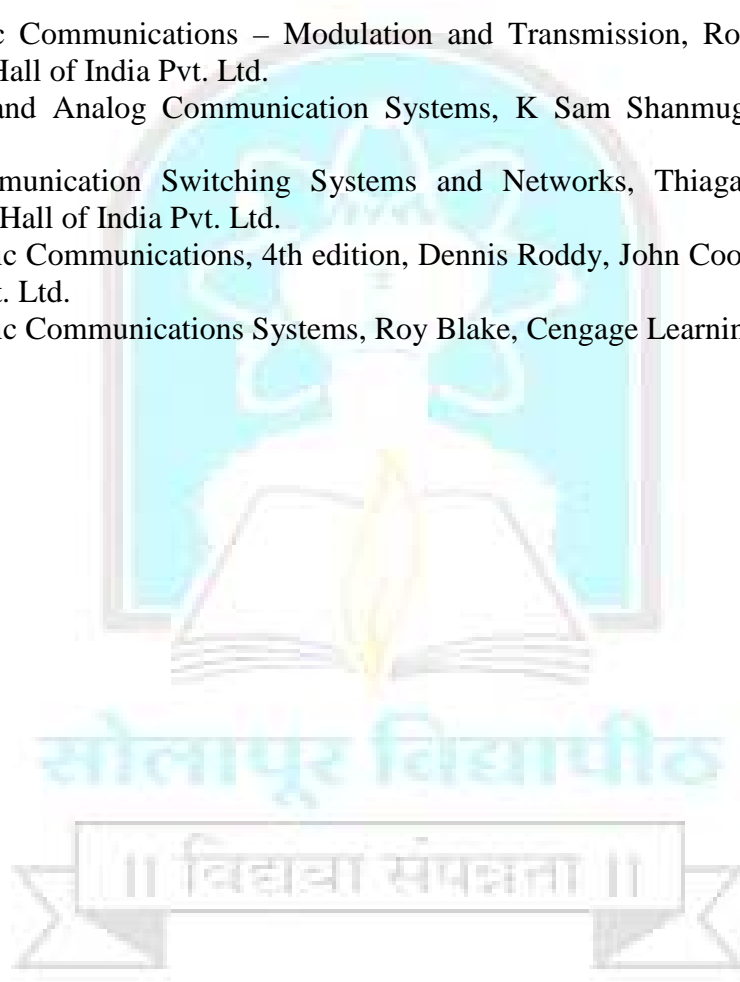 c Communications – Modulation and Transmission, Ro
Hall of India Pvt. Ltd.
and Analog Communication Systems, K Sam Shanmug
munication Switching Systems and Networks, Thiaga
Hall of India Pvt. Ltd.
ic Communications, 4th edition, Dennis Roddy, John Coo
t. Ltd.
ic Communications Systems, Roy Blake, Cengage Learnin
सोलापूर विद्यापीठ
|| विद्यया संपन्नता ||